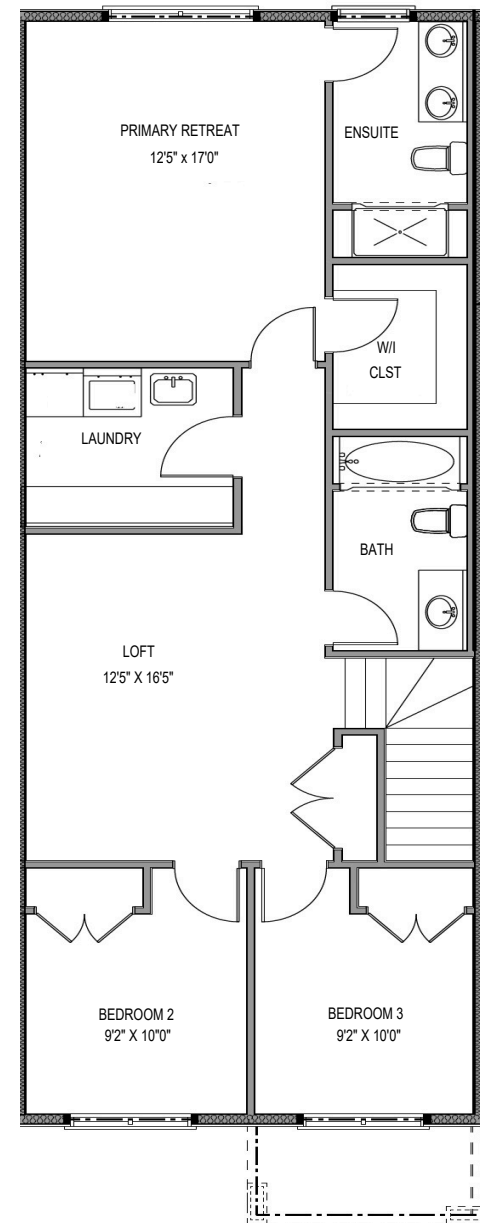 PRIMARY RETREAT
12'5" x 17'0"
ENSUITE
W/I
CLST
LAUNDRY
BATH
LOFT
12'5" X 16'5"
BEDROOM 2
9'2" X 10"0"
BEDROOM 3
9'2" X 10'0"